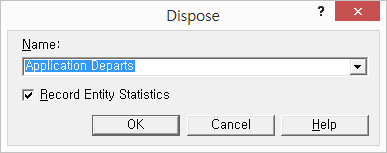 Dispose
?
Name:
Application Departs
Record Entity Statistics
OK
Cancel
Help